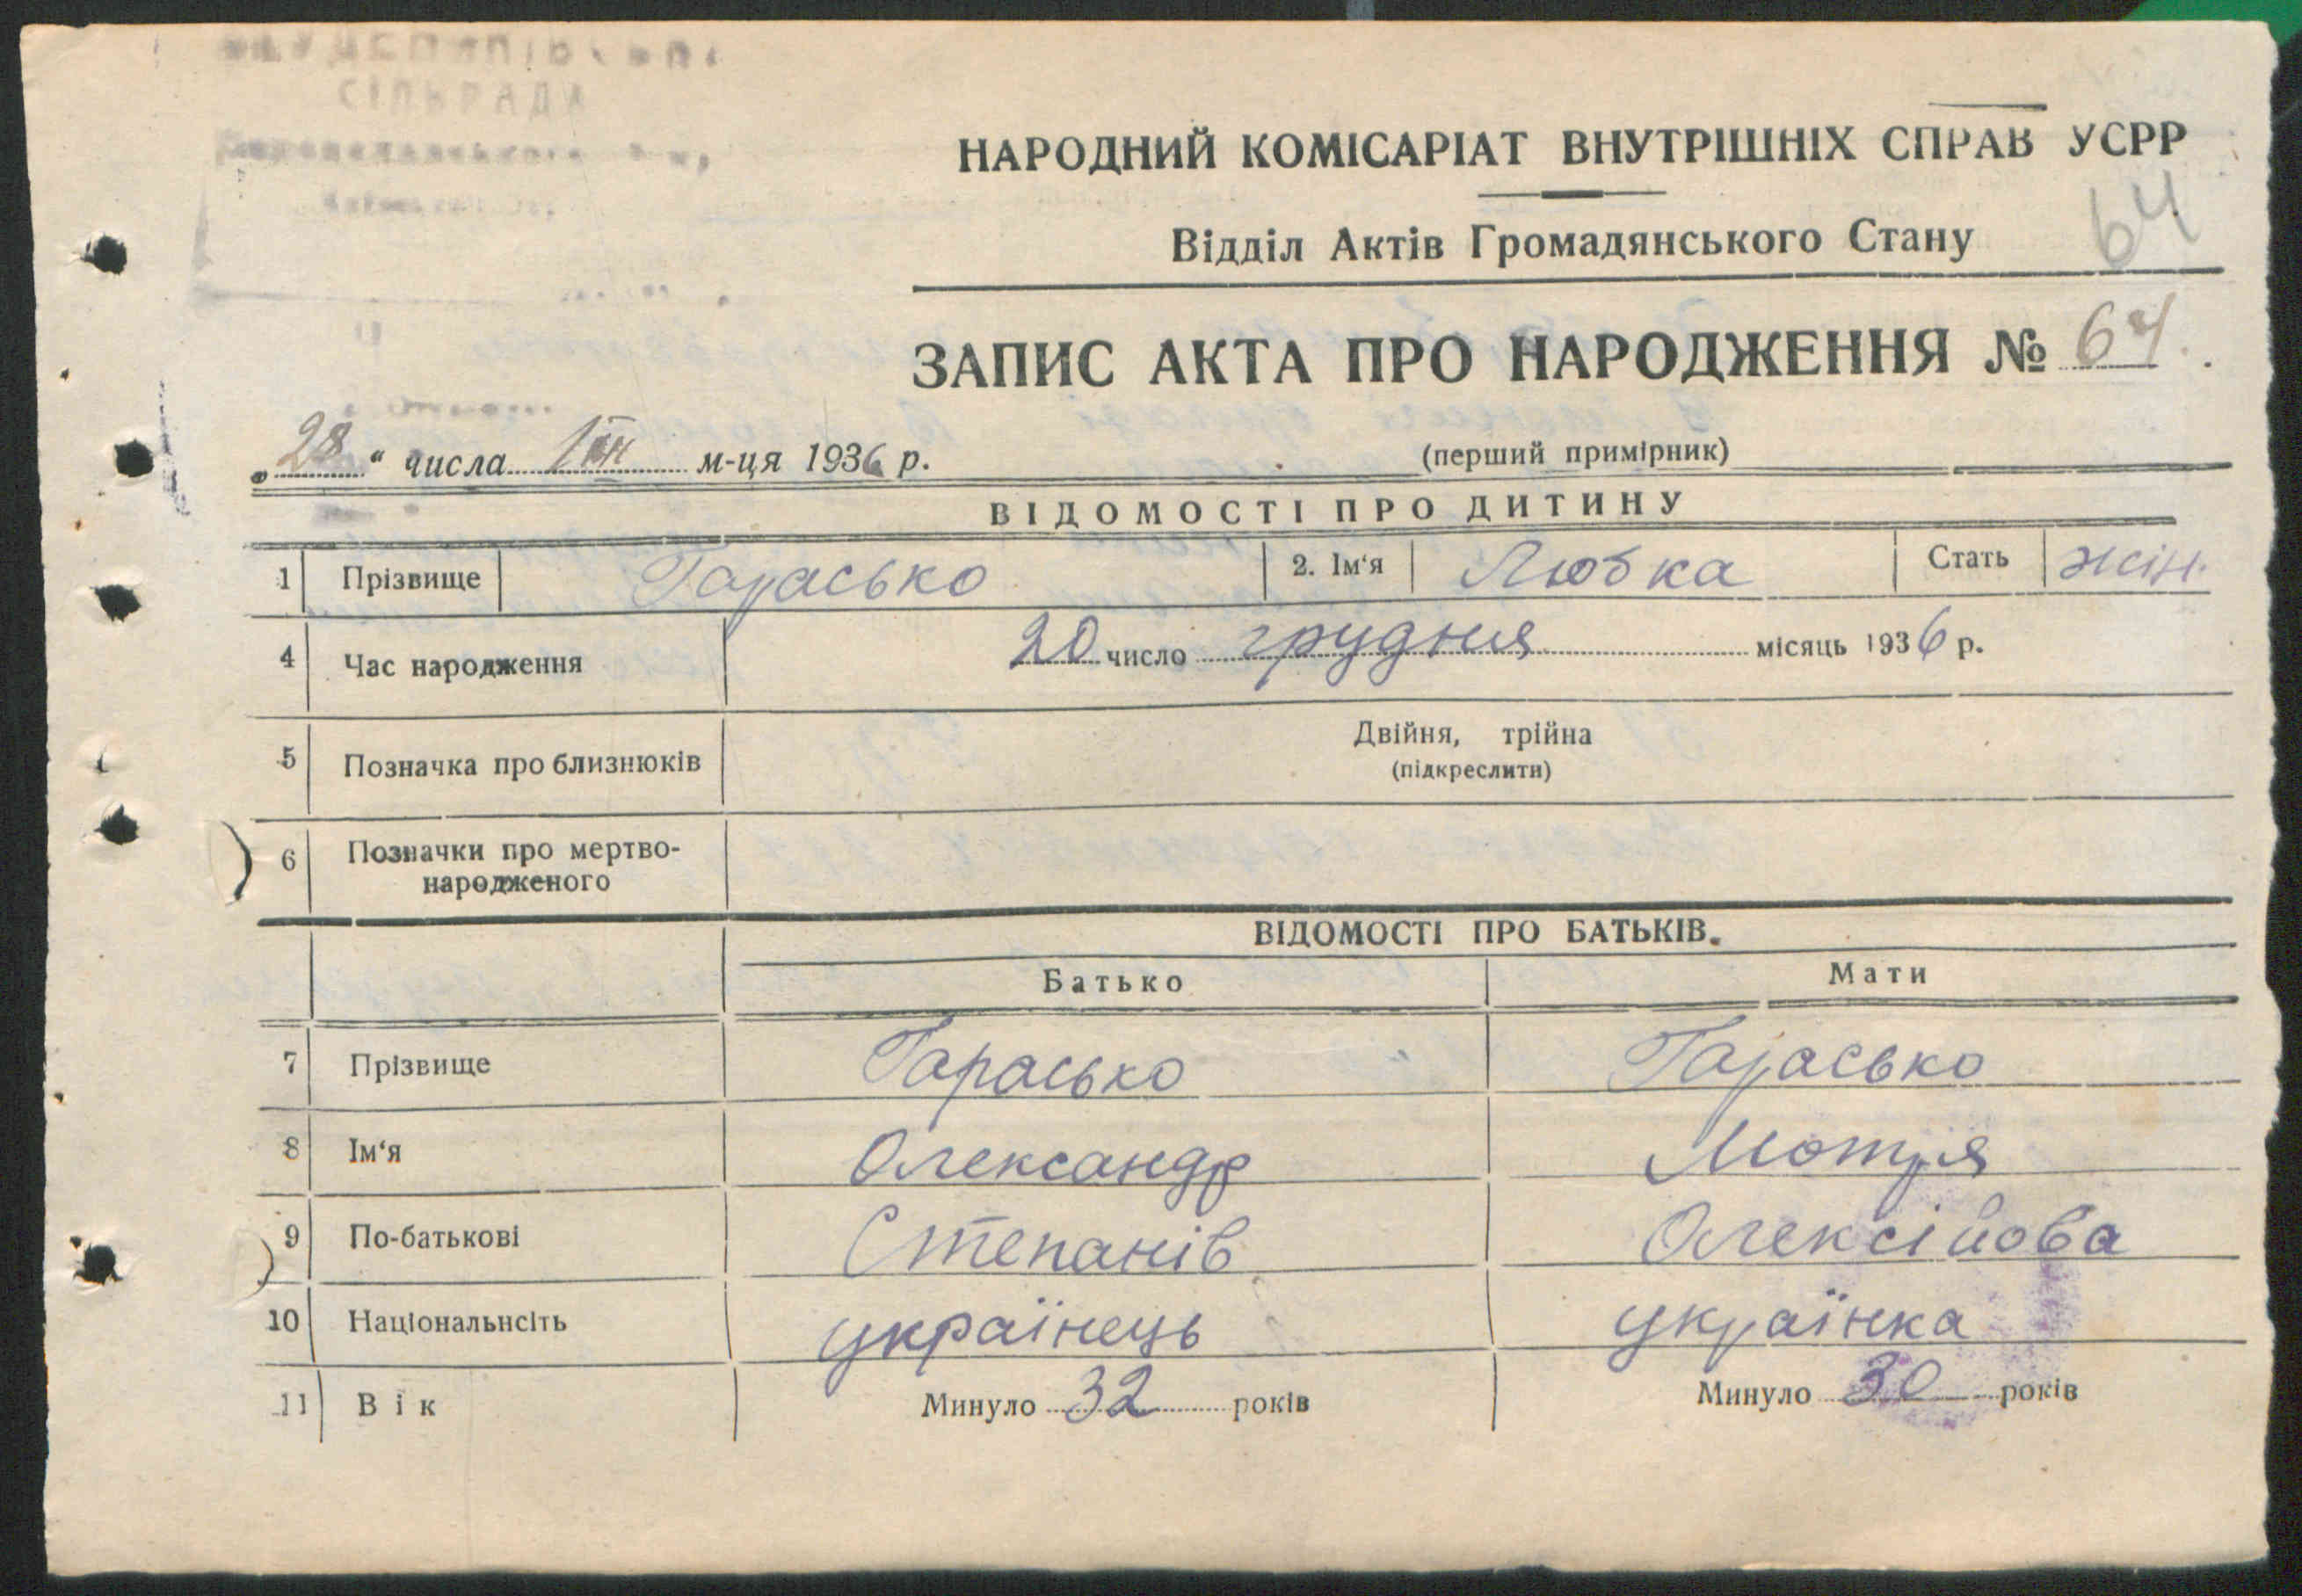 СІЛЬРАДА
НАРОДНИЙ КОМІСАРІАТ ВНУТРІШНІХ СПРАВ УСРР
64
Відділ Актів Громадянського Стану
ЗАПИС АКТА ПРО НАРОДЖЕННЯ № 64.
„28“ числа м-ця 1936 р.
(перший примірник)
ВІДОМОСТІ ПРО ДИТИНУ
1 Прізвище Гарасько 2. Ім'я Любка Стать жін.
4 Час народження 20 число грудня місяць 1936 р.
5 Позначка про близнюків Двійня, трійна
(підкреслити)
6 Позначки про мертво-
народженого
ВІДОМОСТІ ПРО БАТЬКІВ.
Батько Мати
7 Прізвище Гарасько Гарасько
8 Ім'я Олександр Мотря
9 По-батькові Степанів Олексійова
10 Національнсіть українець українка
11 Вік Минуло 32 років Минуло 30 років